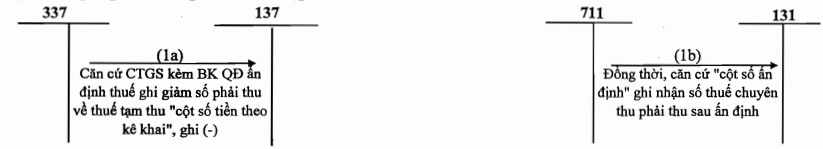 337 137
(1a)
Căn cứ CTGS kèm BK QĐ ấn
định thuế ghi giảm số phải thu
về thuế tạm thu "cột số tiền theo
kê khai", ghi (-)
711 131
(1b)
Đồng thời, căn cứ "cột số ấn
định" ghi nhận số thuế chuyên
thu phải thu sau ấn định